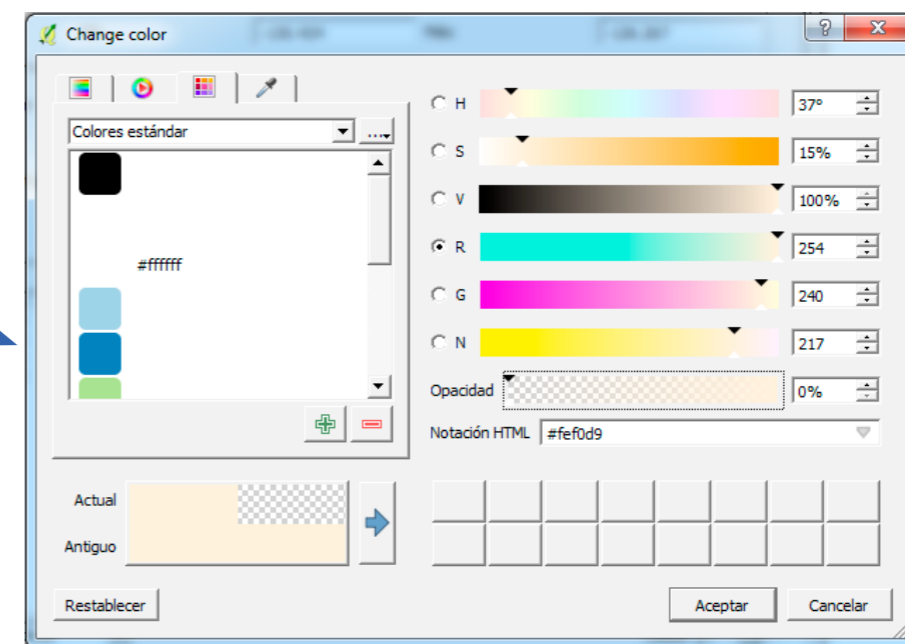 Change color
?
X
Colores estándar
...
#ffffff
H
37°
S
15%
V
100%
R
254
G
240
N
217
Opacidad
0%
Notación HTML
#fef0d9
Actual
Antiguo
Restablecer
Aceptar
Cancelar